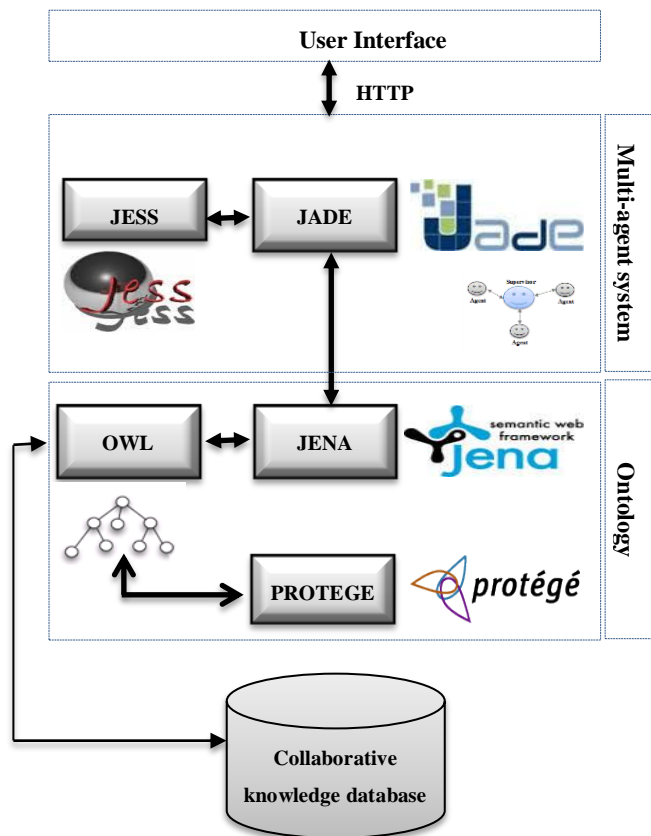 User Interface
HTTP
JESS
JADE
Jade
Jess
Jess
Supervisor
Agent
Agent
Agent
Multi-agent system
OWL
JENA
semantic web
framework
Jena
PROTEGE
protégé
Ontology
Collaborative
knowledge database